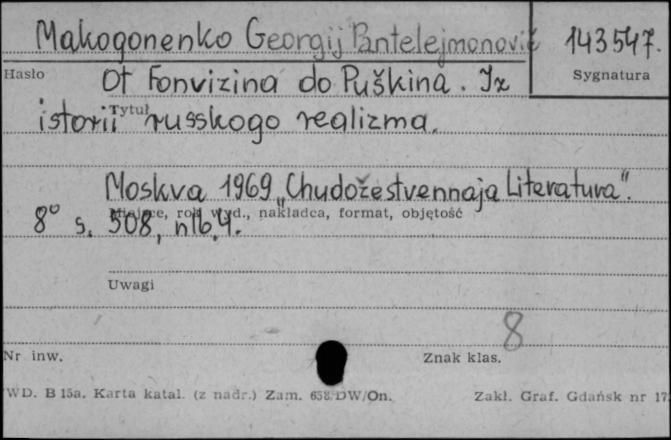 Makogonenko Georgij Pantelejmonovič
143547.
Hasło
Sygnatura
Ot Fonvizina do Puškina. Iz
Tytuł
istorii russkogo realizma.
Moskva 1969 „Chudožestvennaja Literatura".
Miejsce, rok wyd., nakładca, format, objętość
8° s. 508, nlb 4.
Uwagi
8
Nr inw.
Znak klas.
WD. B 15a. Karta katal. (z nadr.) Zam. 658/DW/On.
Zakł. Graf. Gdańsk nr 17